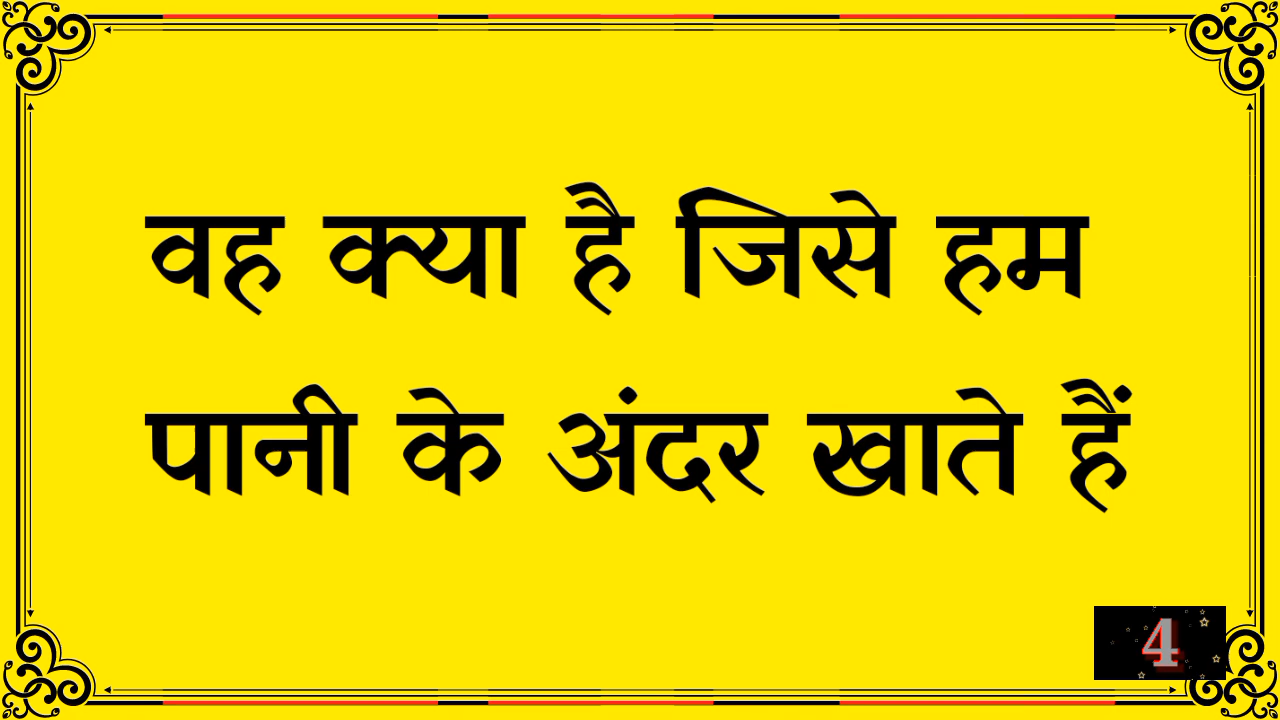 वह क्या है जिसे हम
पानी के अंदर खाते हैं
4